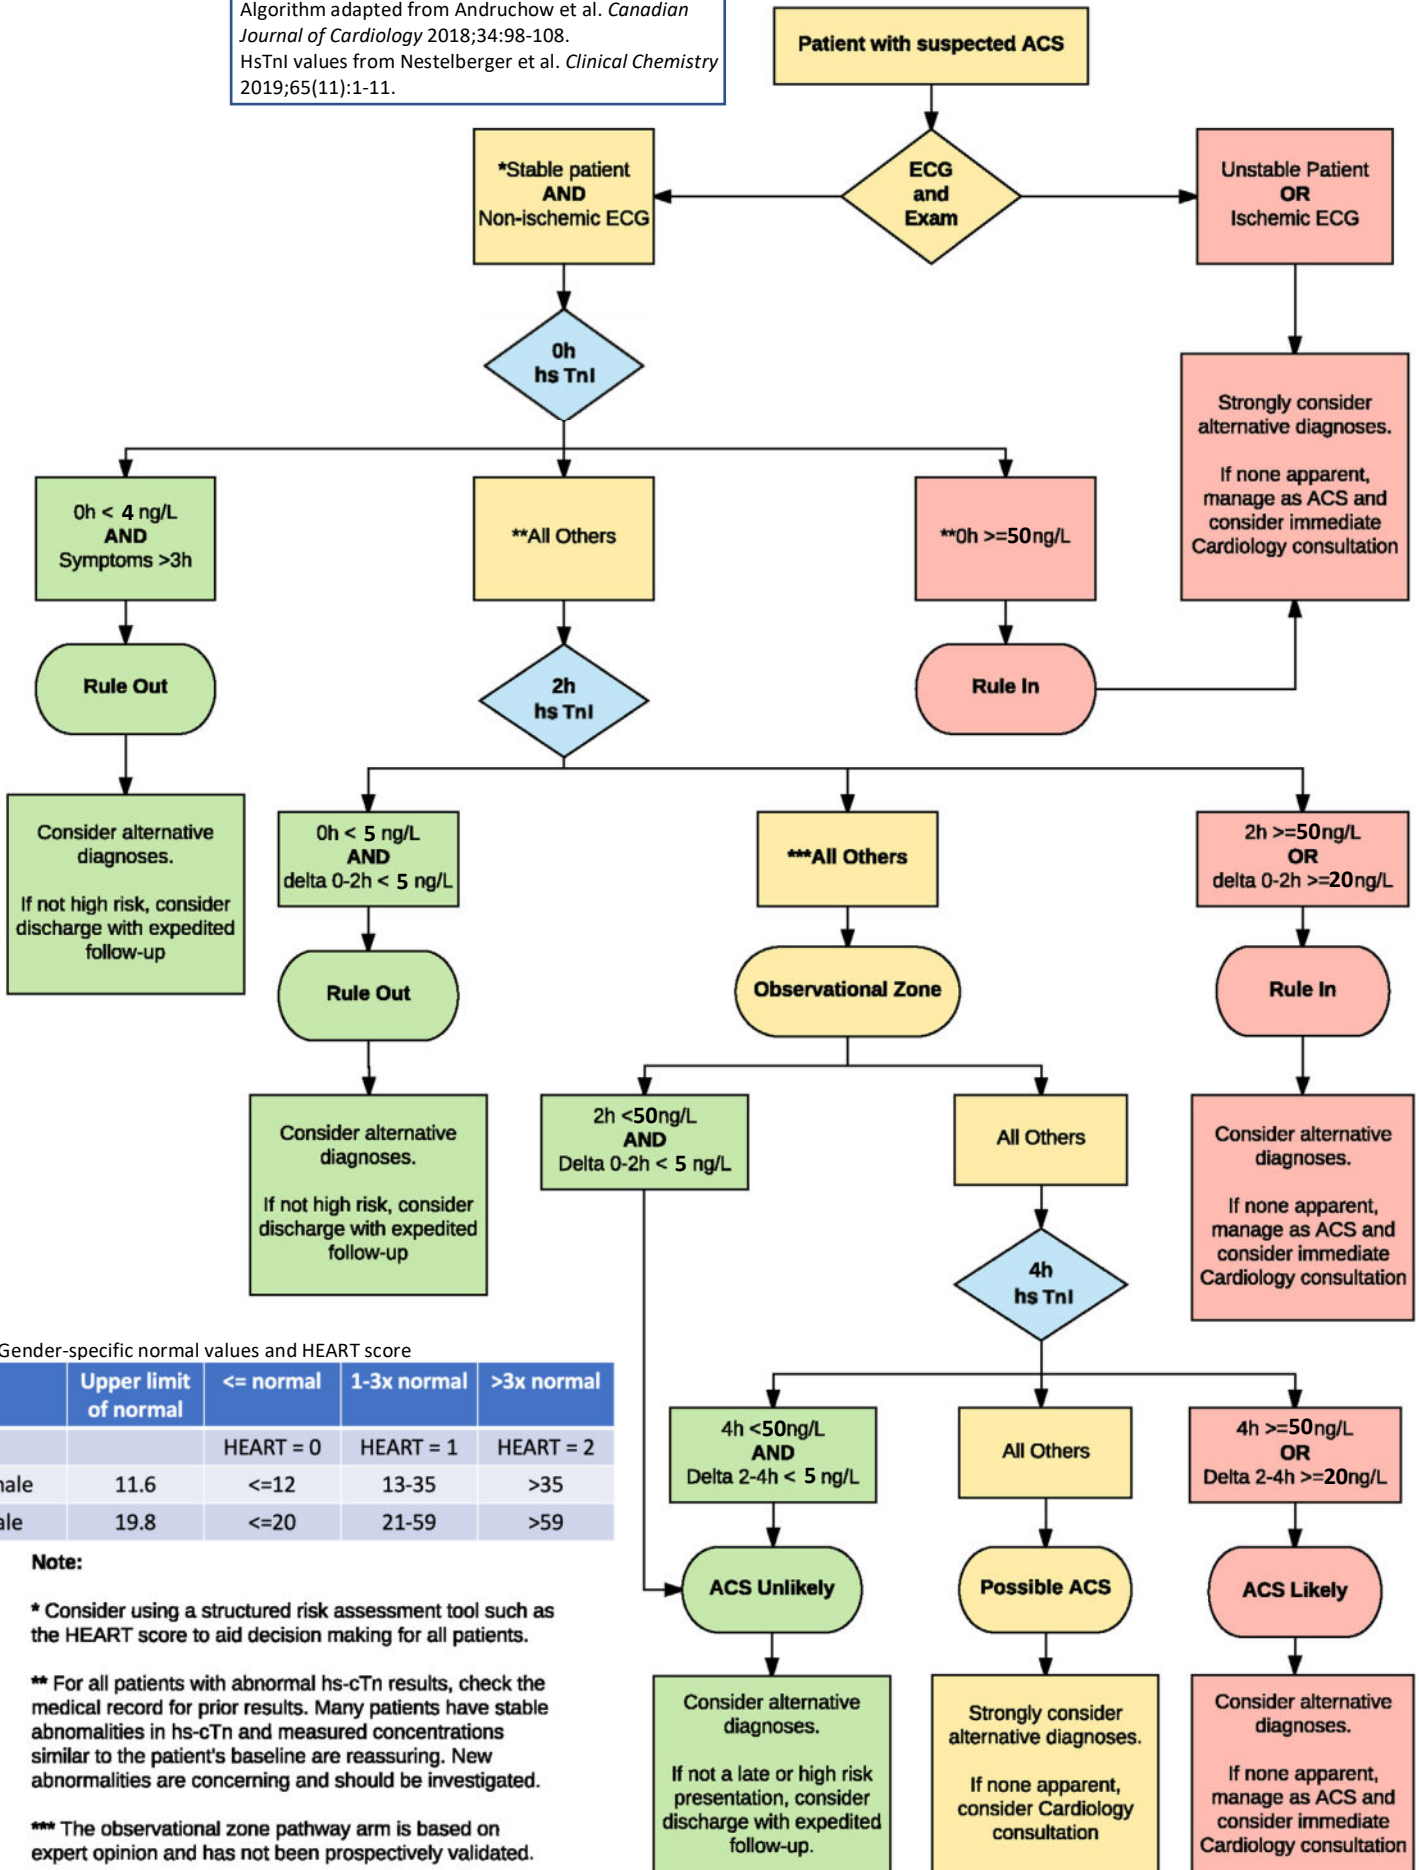 Algorithm adapted from Andruchow et al. Canadian
Journal of Cardiology 2018;34:98-108.
HsTnI values from Nestelberger et al. Clinical Chemistry
2019;65(11):1-11.
Patient with suspected ACS
ECG
and
Exam
*Stable patient
AND
Non-ischemic ECG
Unstable Patient
OR
Ischemic ECG
0h
hs TnI
Strongly consider
alternative diagnoses.
If none apparent,
manage as ACS and
consider immediate
Cardiology consultation
0h < 4 ng/L
AND
Symptoms >3h
**All Others
**0h >=50ng/L
Rule Out
2h
hs TnI
Rule In
Consider alternative
diagnoses.
If not high risk, consider
discharge with expedited
follow-up
0h < 5 ng/L
AND
delta 0-2h < 5 ng/L
***All Others
2h >=50ng/L
OR
delta 0-2h >=20ng/L
Rule Out
Observational Zone
Rule In
Consider alternative
diagnoses.
If not high risk, consider
discharge with expedited
follow-up
2h <50ng/L
AND
Delta 0-2h < 5 ng/L
All Others
Consider alternative
diagnoses.
If none apparent,
manage as ACS and
consider immediate
Cardiology consultation
4h
hs TnI
Gender-specific normal values and HEART score
Upper limit of normal <= normal 1-3x normal >3x normal
HEART = 0 HEART = 1 HEART = 2
nale 11.6 <=12 13-35 >35
ale 19.8 <=20 21-59 >59
4h <50ng/L
AND
Delta 2-4h < 5 ng/L
All Others
4h >=50ng/L
OR
Delta 2-4h >=20ng/L
ACS Unlikely
Possible ACS
ACS Likely
Consider alternative
diagnoses.
If not a late or high risk
presentation, consider
discharge with expedited
follow-up.
Strongly consider
alternative diagnoses.
If none apparent,
consider Cardiology
consultation
Consider alternative
diagnoses.
If none apparent,
manage as ACS and
consider immediate
Cardiology consultation
Note:
* Consider using a structured risk assessment tool such as
the HEART score to aid decision making for all patients.
** For all patients with abnormal hs-cTn results, check the
medical record for prior results. Many patients have stable
abnomalities in hs-cTn and measured concentrations
similar to the patient's baseline are reassuring. New
abnormalities are concerning and should be investigated.
*** The observational zone pathway arm is based on
expert opinion and has not been prospectively validated.